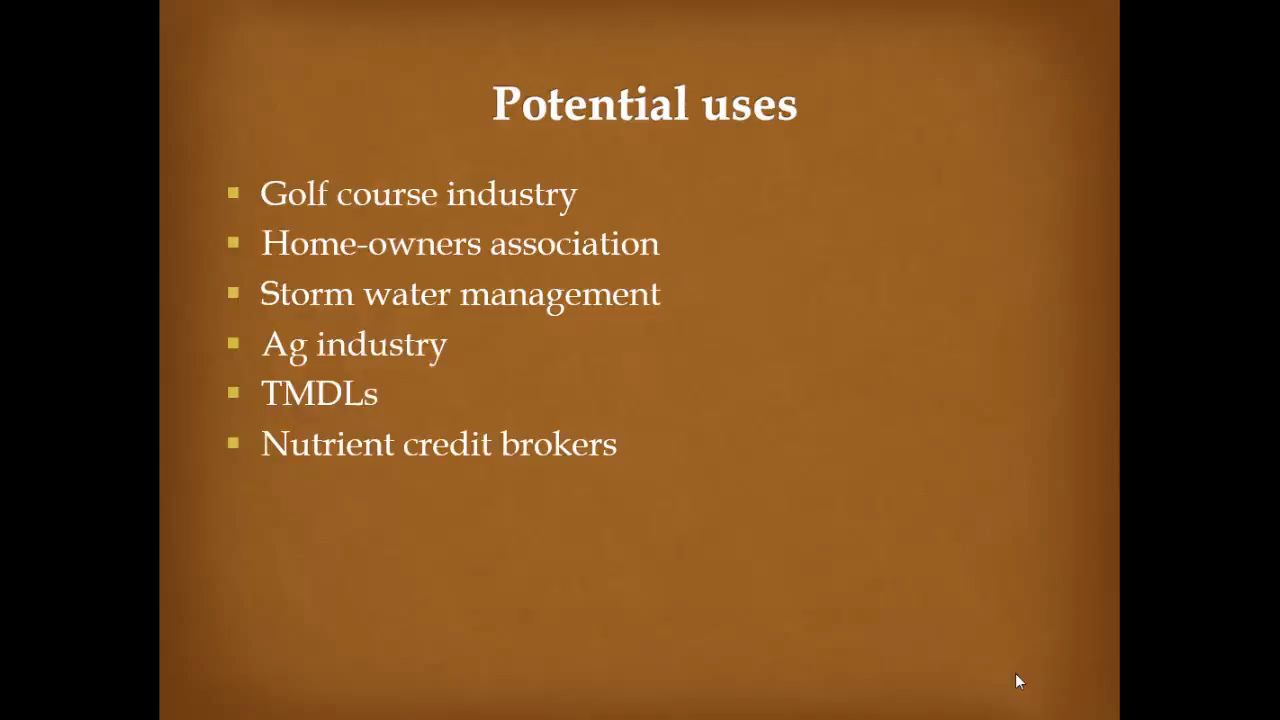 Potential uses
Golf course industry
Home-owners association
Storm water management
Ag industry
TMDLs
Nutrient credit brokers